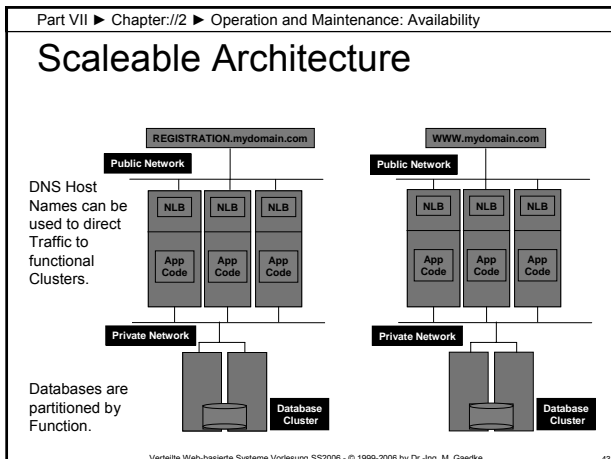 Part VII ► Chapter://2 ► Operation and Maintenance: Availability
Scaleable Architecture
REGISTRATION.mydomain.com
WWW.mydomain.com
Public Network
Public Network
DNS Host
Names can be
used to direct
Traffic to
functional
Clusters.
NLB NLB NLB
NLB NLB NLB
App Code App Code App Code
App Code App Code App Code
Private Network
Private Network
Databases are
partitioned by
Function.
Database
Cluster
Database
Cluster
Verteilte Web-basierte Systeme Vorlesung SS2006 - © 1999-2006 by Dr.-Ing. M. Gaedke